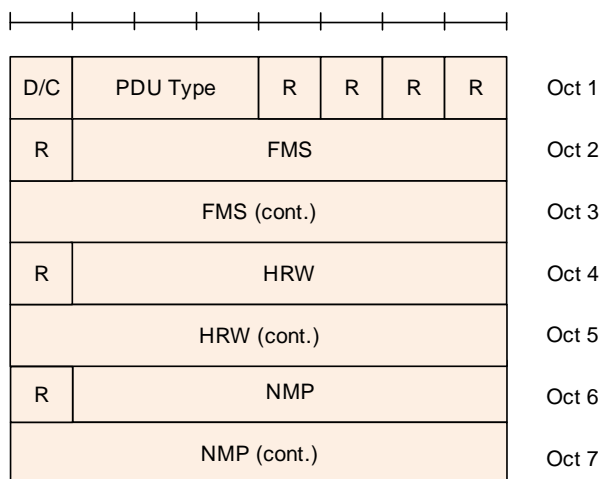 D/C PDU Type R R R R Oct 1
R FMS Oct 2
FMS (cont.) Oct 3
R HRW Oct 4
HRW (cont.) Oct 5
R NMP Oct 6
NMP (cont.) Oct 7